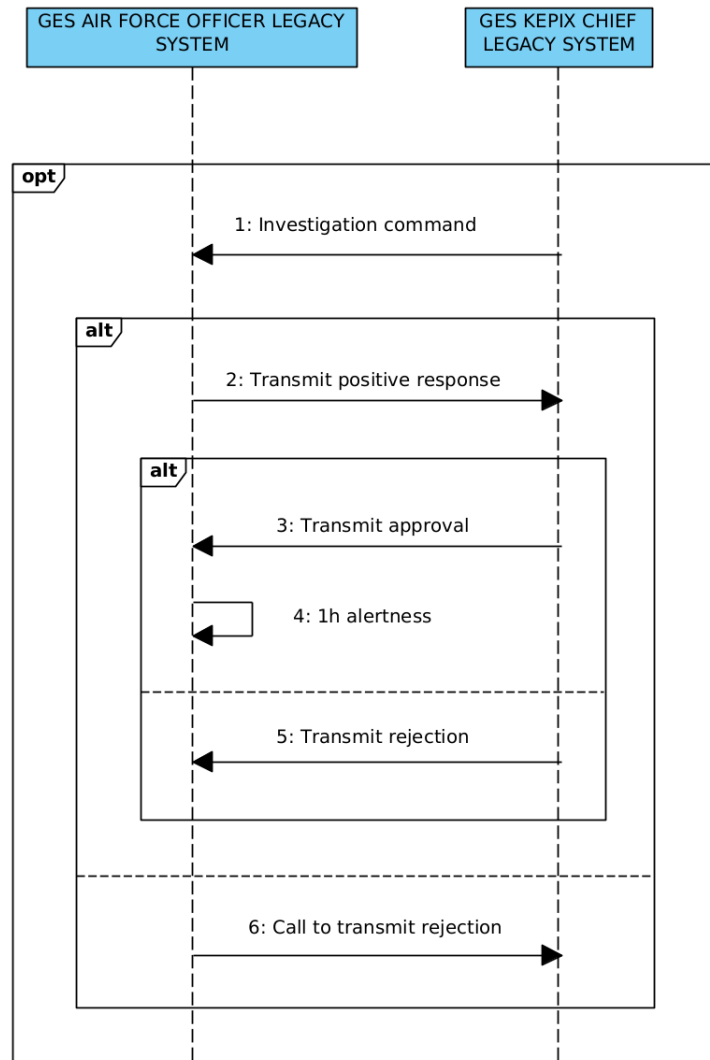 GES AIR FORCE OFFICER LEGACY
SYSTEM
GES KEPIX CHIEF
LEGACY SYSTEM
opt
1: Investigation command
alt
2: Transmit positive response
alt
3: Transmit approval
4: 1h alertness
5: Transmit rejection
6: Call to transmit rejection